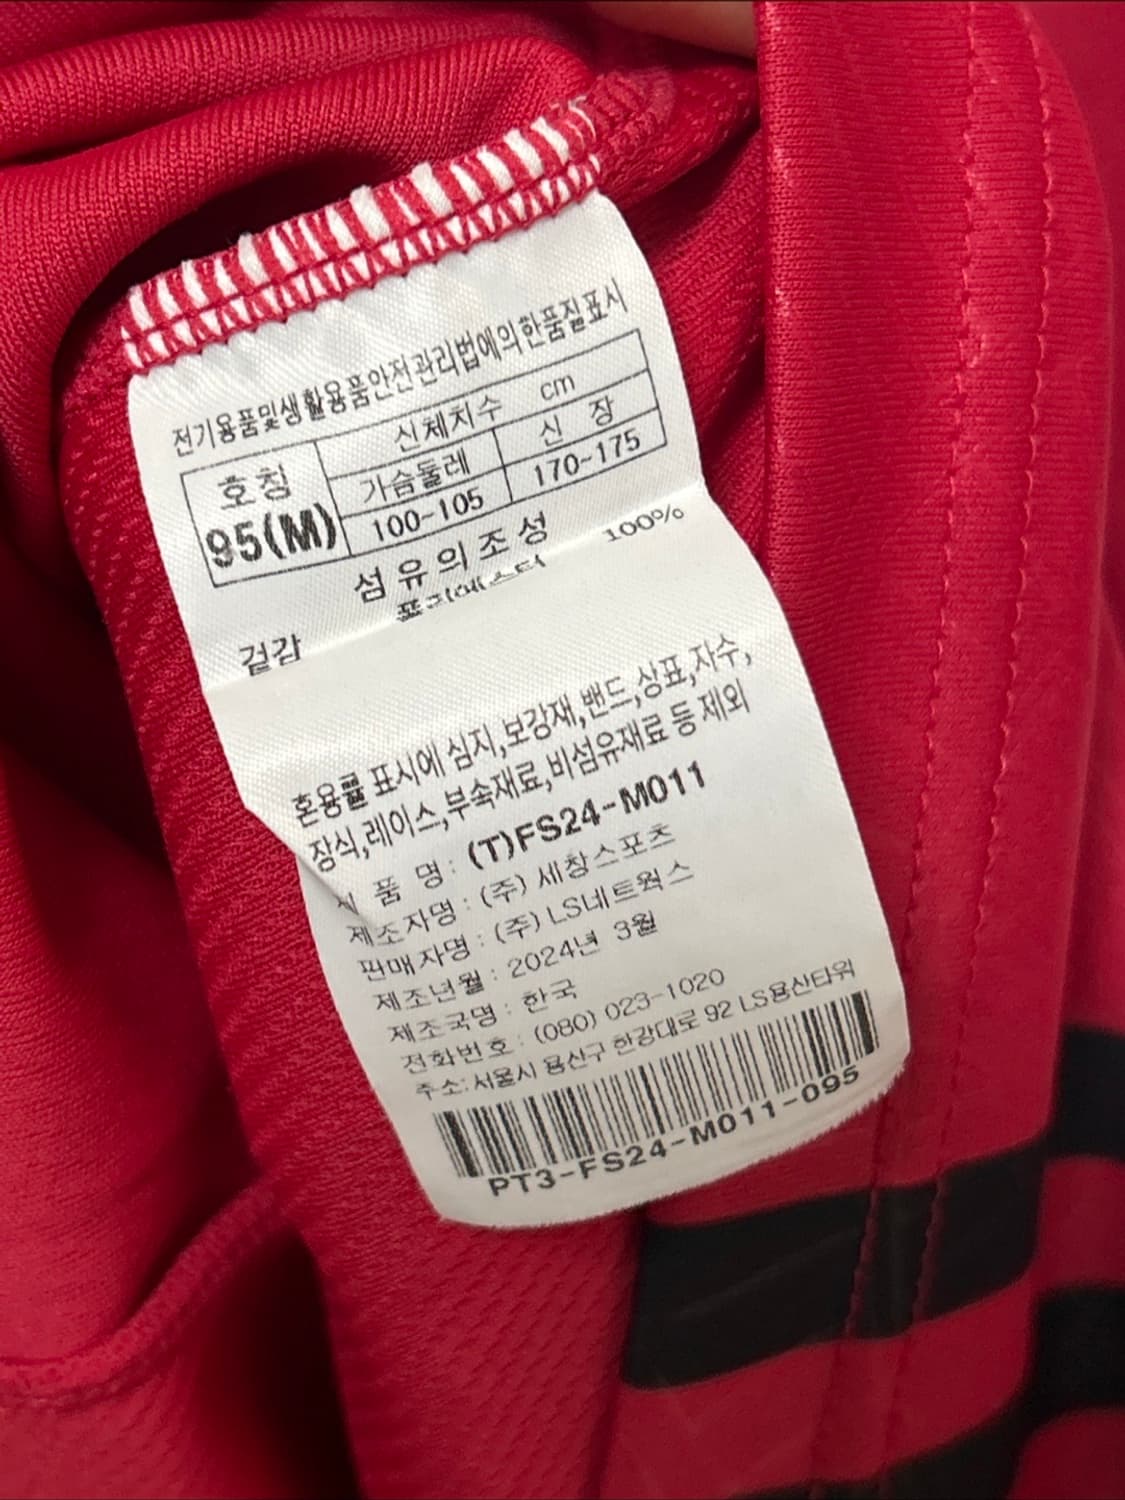 전기용품및생활용품안전관리법에의한품질표시
호칭 신체치수 cm
가슴둘레 신 장
95(M) 100-105 170-175
섬유의조성
겉감 폴리에스터 100%
혼용률 표시에 심지,보강재,밴드,상표,자수,
장식,레이스,부속재료,비섬유재료 등 제외
품 명 : (T)FS24-M011
제조자명 : (주) 세창스포츠
판매자명 : (주) LS네트웍스
제조년월 : 2024년 3월
제조국명 : 한국
전화번호 : (080) 023-1020
주소: 서울시 용산구 한강대로 92 LS용산타워
PT3-FS24-M011-095